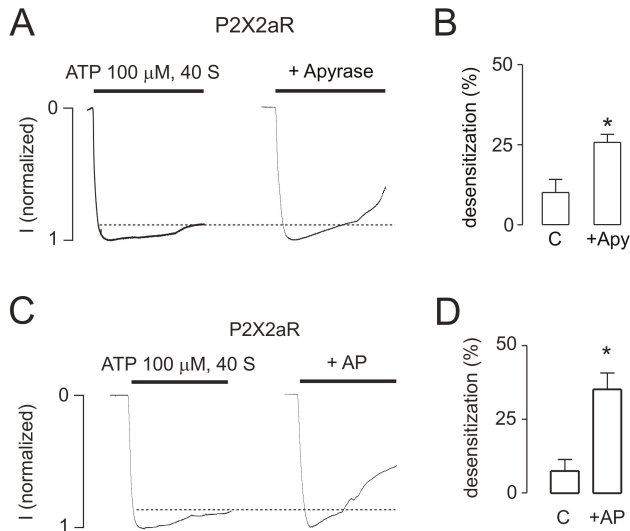 A
P2X2aR
B
ATP 100 μM, 40 S
+ Apyrase
0
I (normalized)
1
desensitization (%)
50
25
0
*
C
+Apy
C
P2X2aR
D
ATP 100 μM, 40 S
+ AP
0
I (normalized)
1
desensitization (%)
50
25
0
*
C
+AP